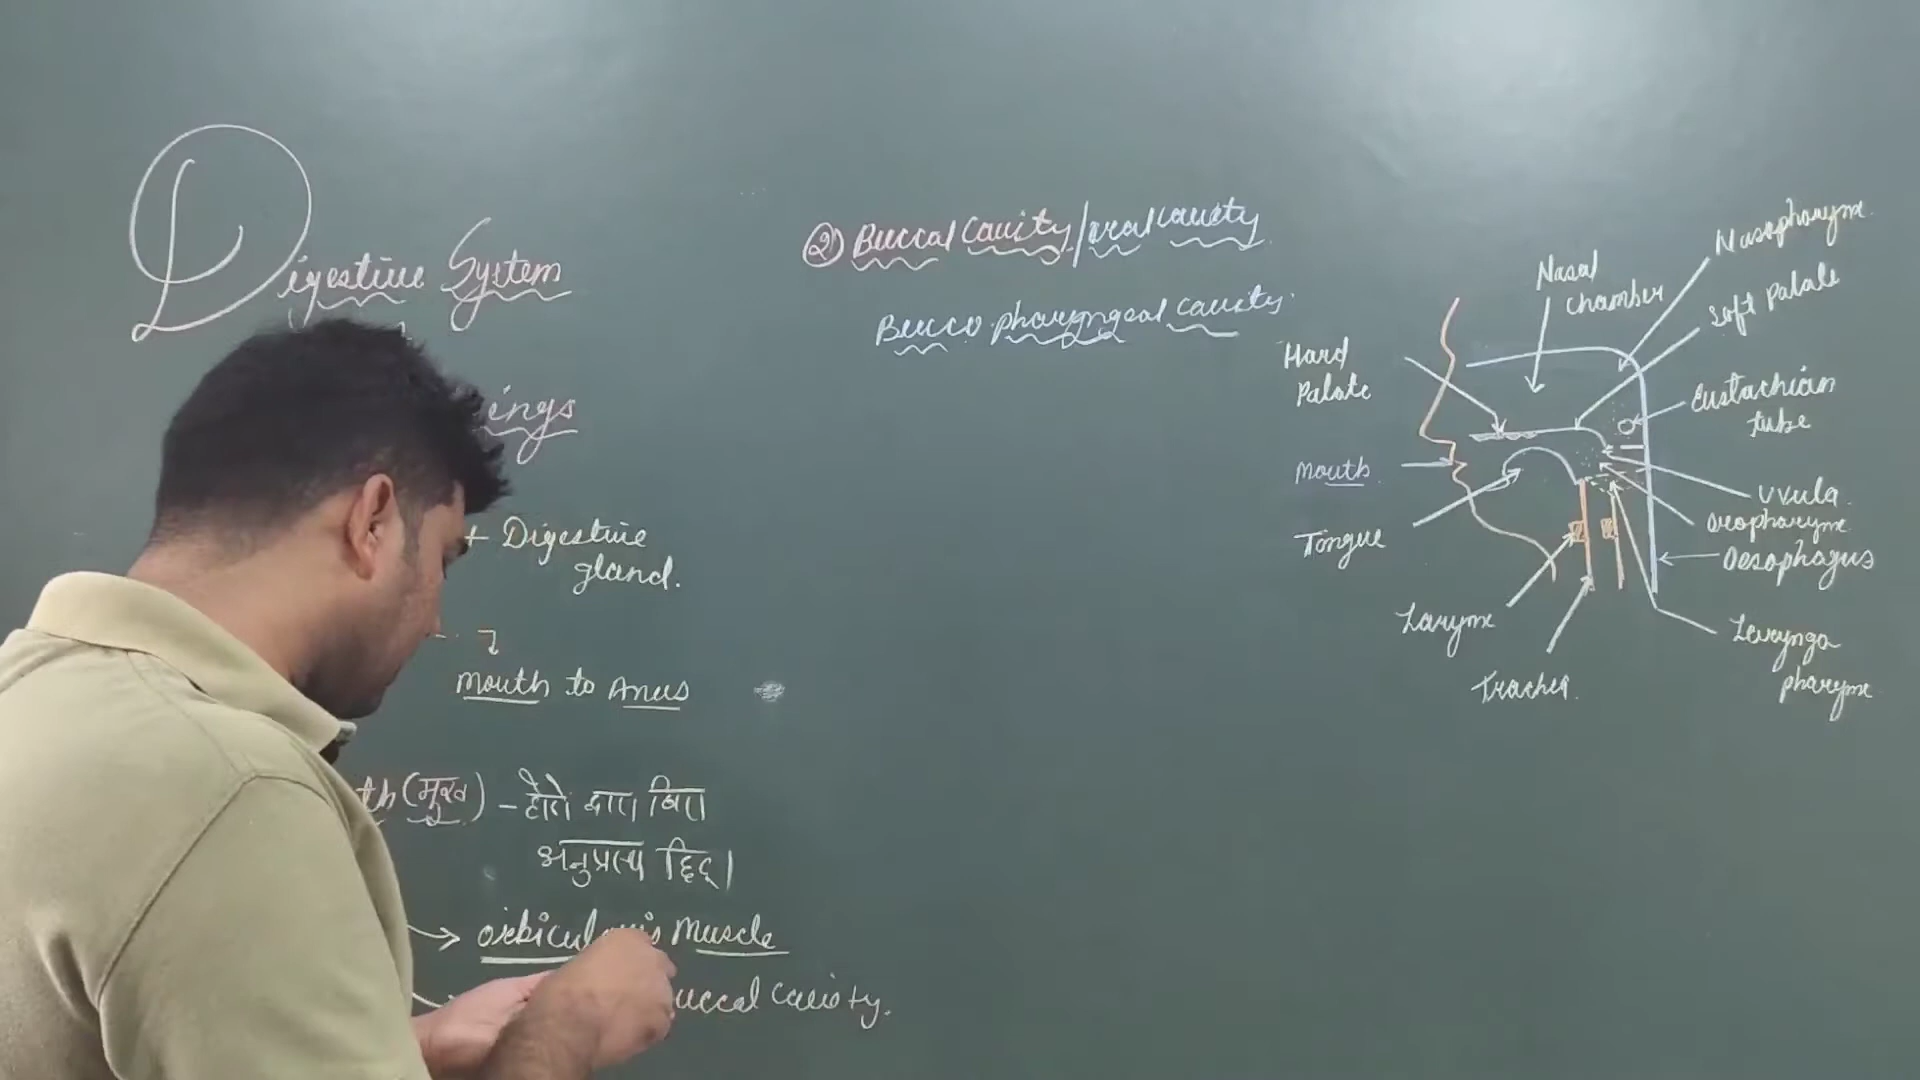 Digestive System
ings
+ Digestive
gland.
Mouth to Anus
th (मुख) –
अनुप्रस्थ छिद्र।
Muscle
uccal cavity.
② Buccal Cavity/oral cavity
Bucco pharyngeal cavity.
Hard
Palate
Mouth
Tongue
Larynx
Trachea.
Nasal
chamber
Nasopharynx.
Soft Palate
Eustachian
tube
Uvula.
Oropharynx.
Oesophagus
Laryngo
pharynx